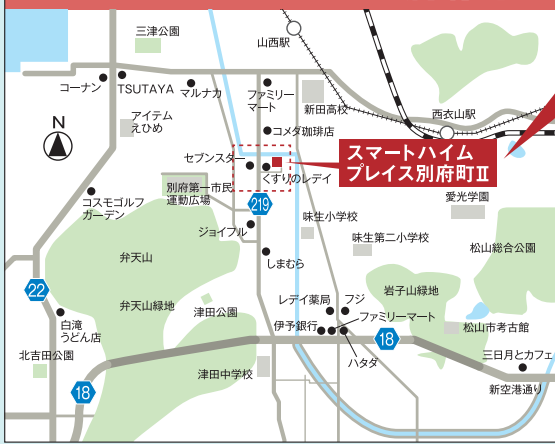 三津公園
山西駅
コーナン
TSUTAYA
マルナカ
ファミリー
マート
新田高校
アイテム
えひめ
コメダ珈琲店
西衣山駅
N
セブンスター
くすりのレデイ
スマートハイム
プレイス別府町II
別府第一市民
運動広場
コスモゴルフ
ガーデン
219
愛光学園
ジョイフル
味生小学校
味生第二小学校
松山総合公園
弁天山
しまむら
22
岩子山緑地
弁天山緑地
津田公園
レデイ薬局
フジ
白滝
うどん店
伊予銀行
ファミリーマート
松山市考古館
北吉田公園
18
ハタダ
三日月とカフェ
津田中学校
18
新空港通り